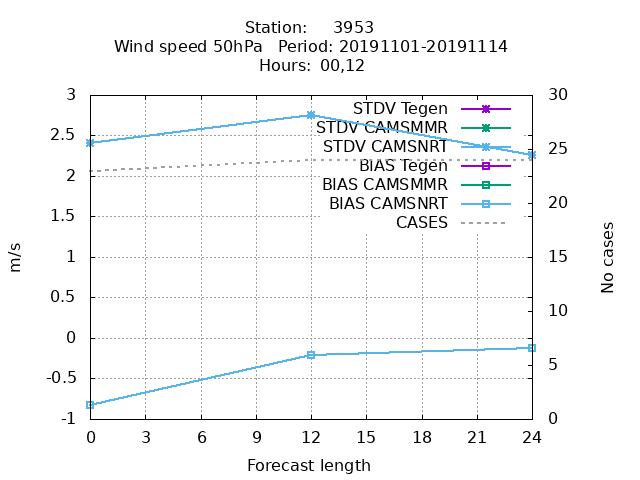 Station: 3953
Wind speed 50hPa Period: 20191101-20191114
Hours: 00,12
3
2.5
2
1.5
1
0.5
0
-0.5
-1
m/s
STDV Tegen
STDV CAMSMMR
STDV CAMSNRT
BIAS Tegen
BIAS CAMSMMR
BIAS CAMSNRT
CASES
30
25
20
15
10
5
0
No cases
0 3 6 9 12 15 18 21 24
Forecast length